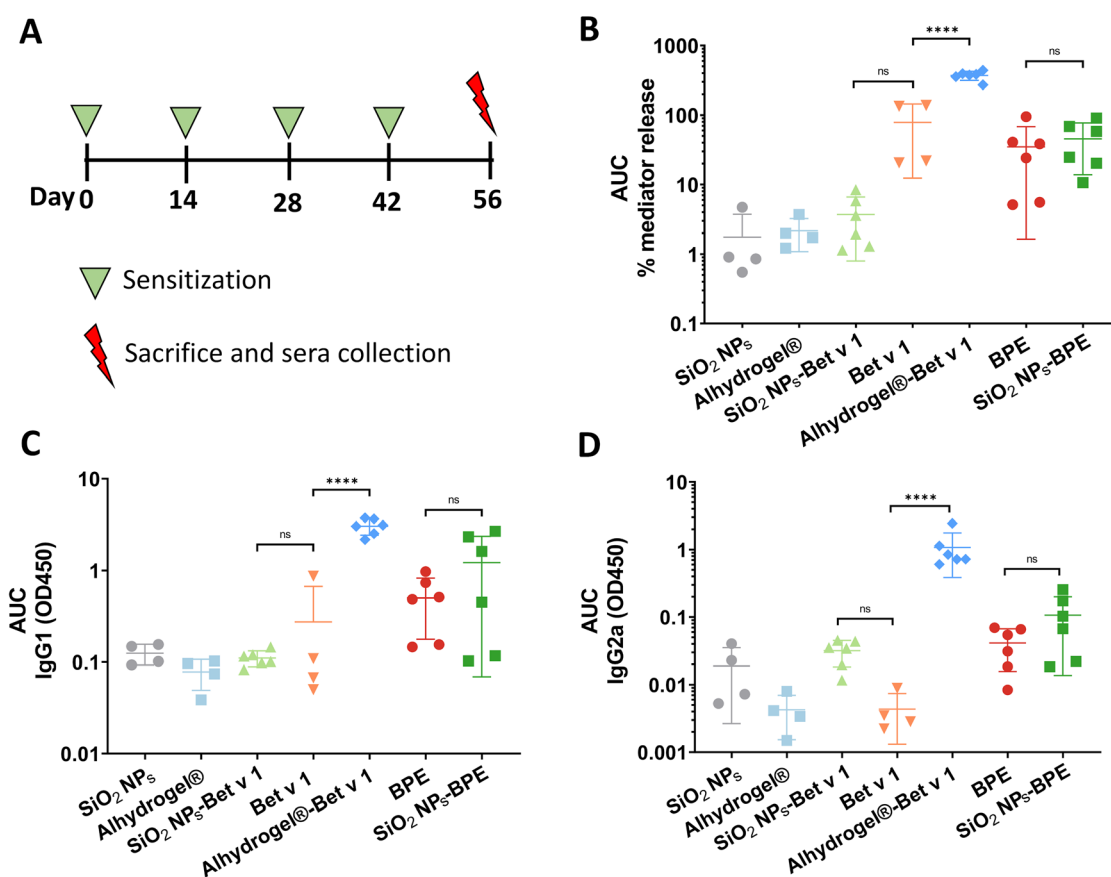 A
Day 0 14 28 42 56
Sensitization
Sacrifice and sera collection
B
AUC
% mediator release
1000
100
10
1
0.1
ns
****
ns
SiO₂ NPₛ
Alhydrogel®
SiO₂ NPₛ-Bet v 1
Bet v 1
Alhydrogel®-Bet v 1
BPE
SiO₂ NPₛ-BPE
C
AUC
IgG1 (OD450)
10
1
0.1
0.01
ns
****
ns
SiO₂ NPₛ
Alhydrogel®
SiO₂ NPₛ-Bet v 1
Bet v 1
Alhydrogel®-Bet v 1
BPE
SiO₂ NPₛ-BPE
D
AUC
IgG2a (OD450)
10
1
0.1
0.01
0.001
ns
****
ns
SiO₂ NPₛ
Alhydrogel®
SiO₂ NPₛ-Bet v 1
Bet v 1
Alhydrogel®-Bet v 1
BPE
SiO₂ NPₛ-BPE